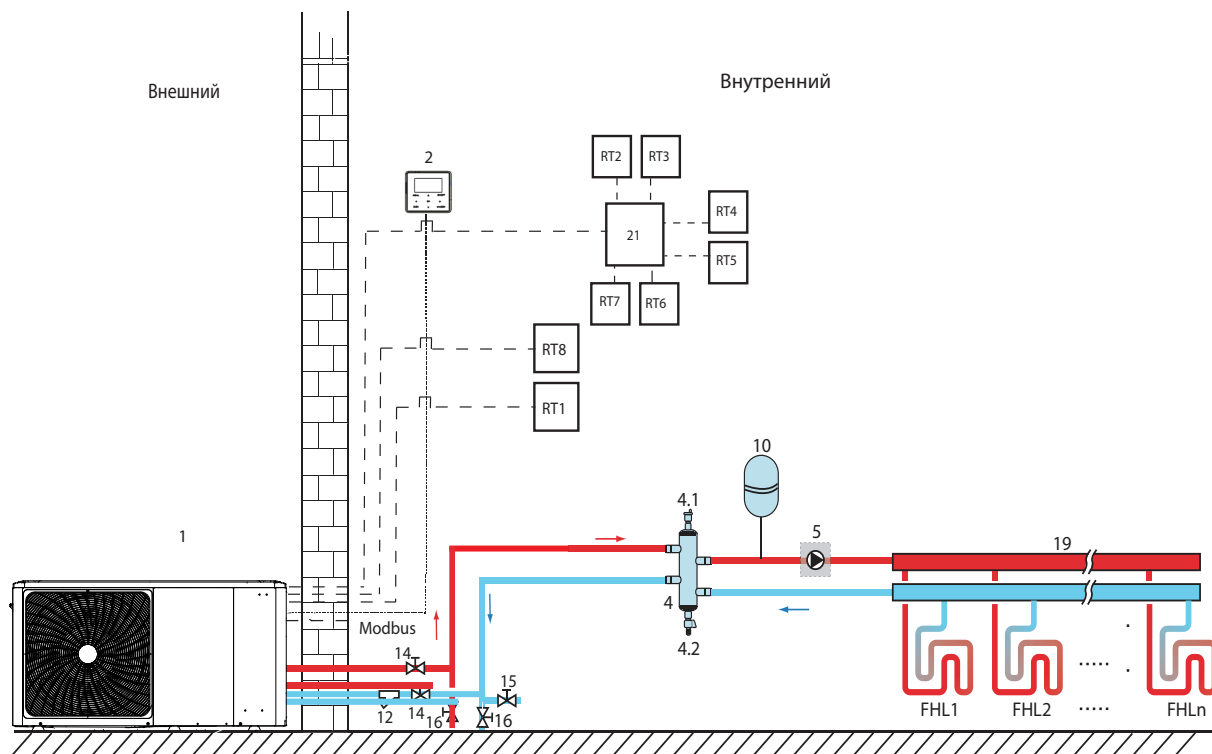 Внешний
Внутренний
2
RT2
RT3
RT4
21
RT5
RT7
RT6
RT8
RT1
10
4.1
1
5
19
4
Modbus
4.2
14
15
12
14
16
16
FHL1
FHL2
.....
.....
FHLn